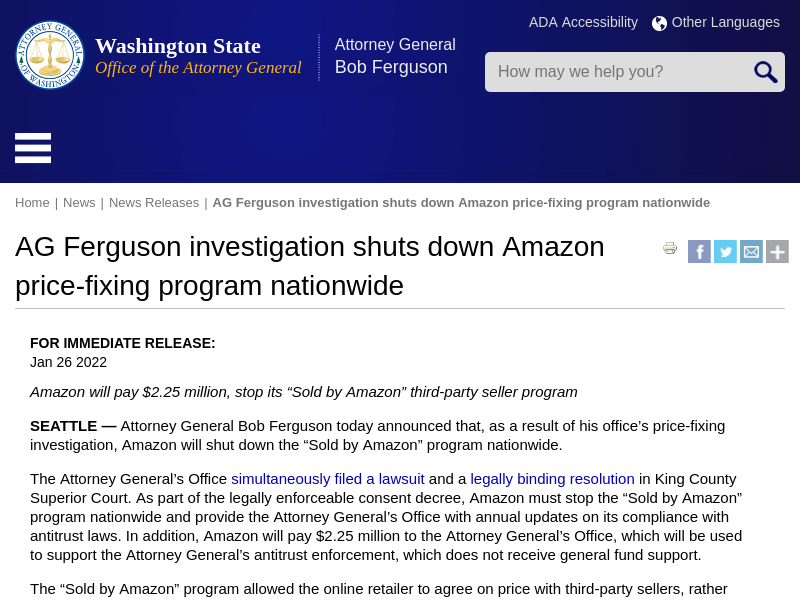 ADA Accessibility
Other Languages
ATTORNEY GENERAL
OF WASHINGTON
Washington State
Office of the Attorney General
Attorney General
Bob Ferguson
How may we help you?
Home | News | News Releases | AG Ferguson investigation shuts down Amazon price-fixing program nationwide
AG Ferguson investigation shuts down Amazon
price-fixing program nationwide
FOR IMMEDIATE RELEASE:
Jan 26 2022
Amazon will pay $2.25 million, stop its “Sold by Amazon” third-party seller program
SEATTLE — Attorney General Bob Ferguson today announced that, as a result of his office’s price-fixing
investigation, Amazon will shut down the “Sold by Amazon” program nationwide.
The Attorney General’s Office simultaneously filed a lawsuit and a legally binding resolution in King County
Superior Court. As part of the legally enforceable consent decree, Amazon must stop the “Sold by Amazon”
program nationwide and provide the Attorney General’s Office with annual updates on its compliance with
antitrust laws. In addition, Amazon will pay $2.25 million to the Attorney General’s Office, which will be used
to support the Attorney General’s antitrust enforcement, which does not receive general fund support.
The “Sold by Amazon” program allowed the online retailer to agree on price with third-party sellers, rather